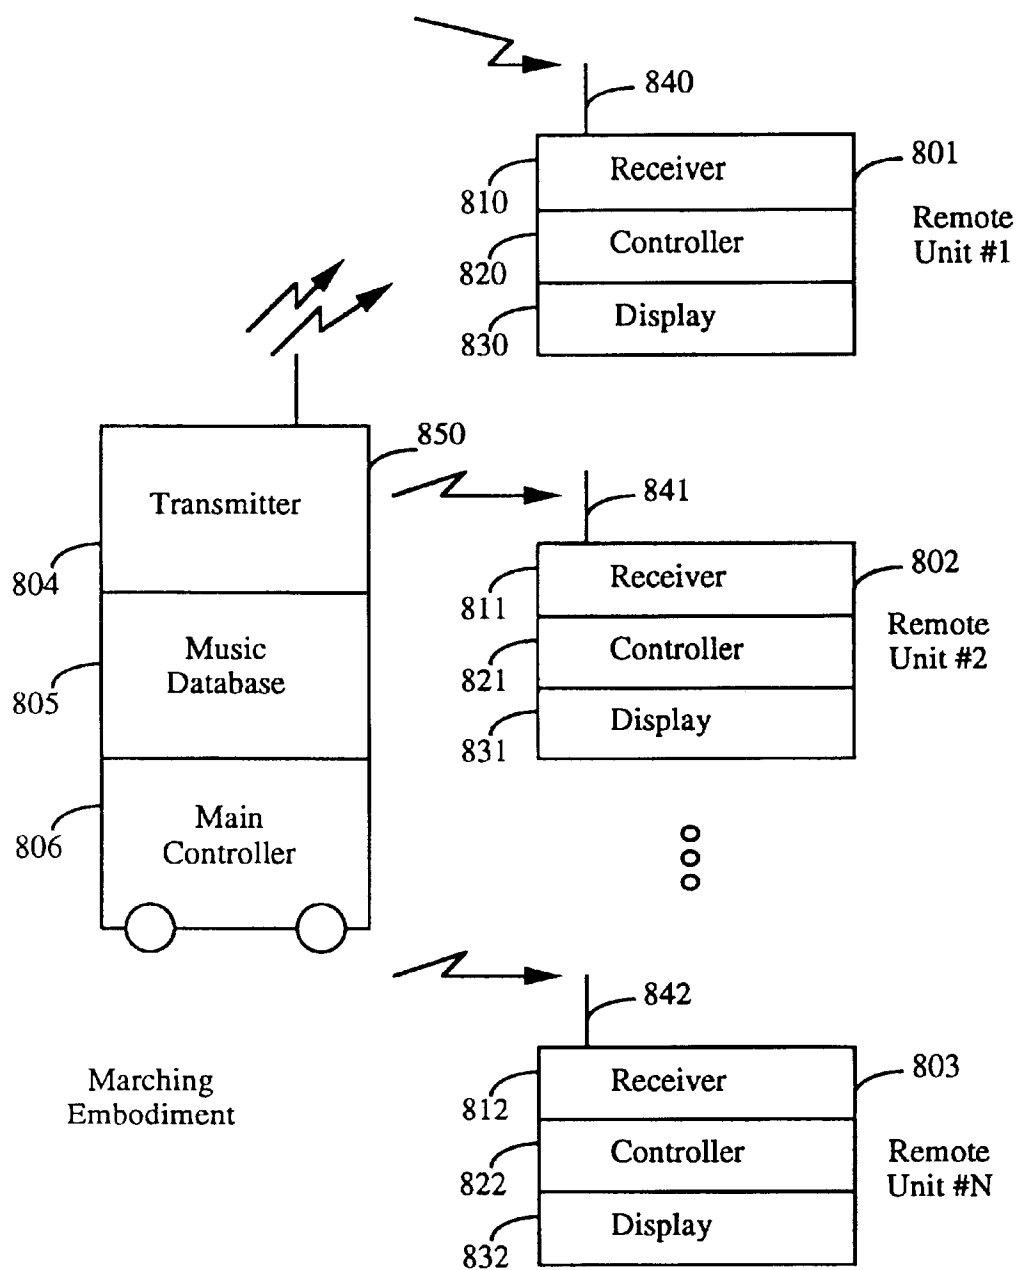 840
Receiver
801
810
Remote
Unit #1
Controller
820
Display
830
850
Transmitter
804
Music
Database
805
Main
Controller
806
841
Receiver
802
811
Remote
Unit #2
Controller
821
Display
831
842
Receiver
803
812
Controller
822
Remote
Unit #N
Display
832
Marching
Embodiment